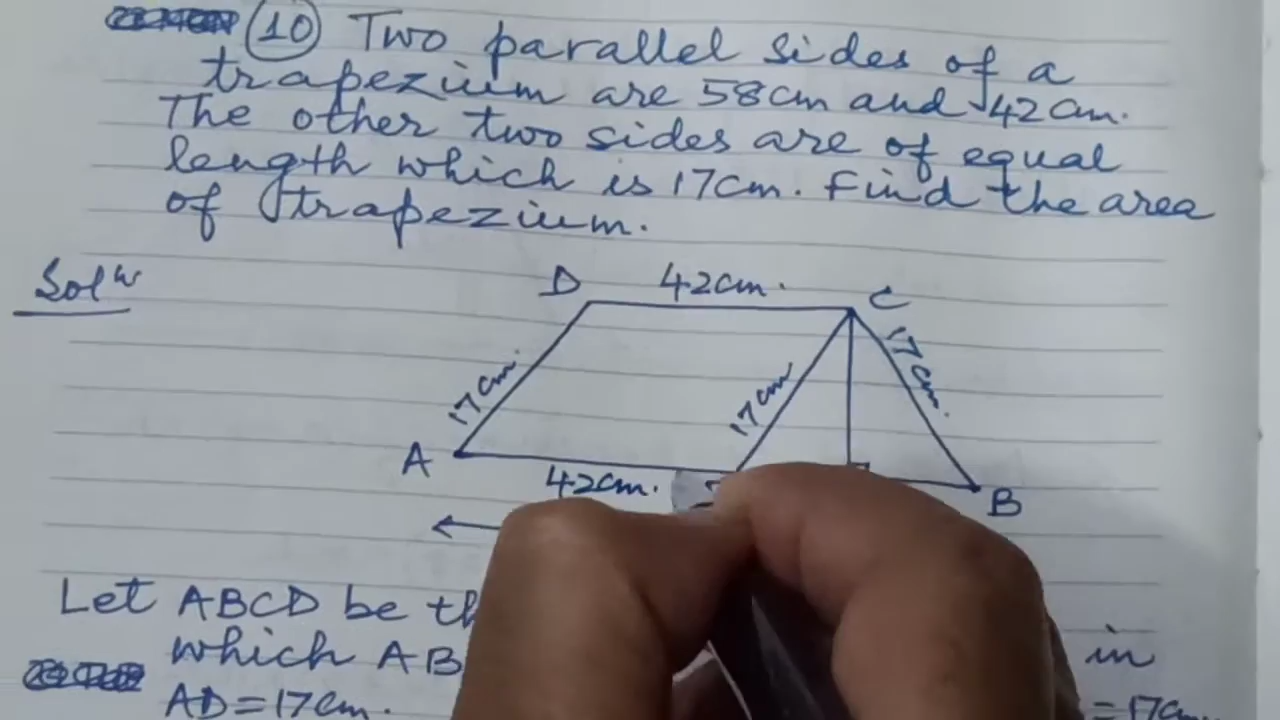 10 Two parallel sides of a
trapezium are 58cm and 42cm.
The other two sides are of equal
length which is 17cm. Find the area
of trapezium.
Soln
D 42cm. C
17cm. 17cm 17cm.
A 42cm. B
Let ABCD be
which AB in
AD=17cm. =17cm.